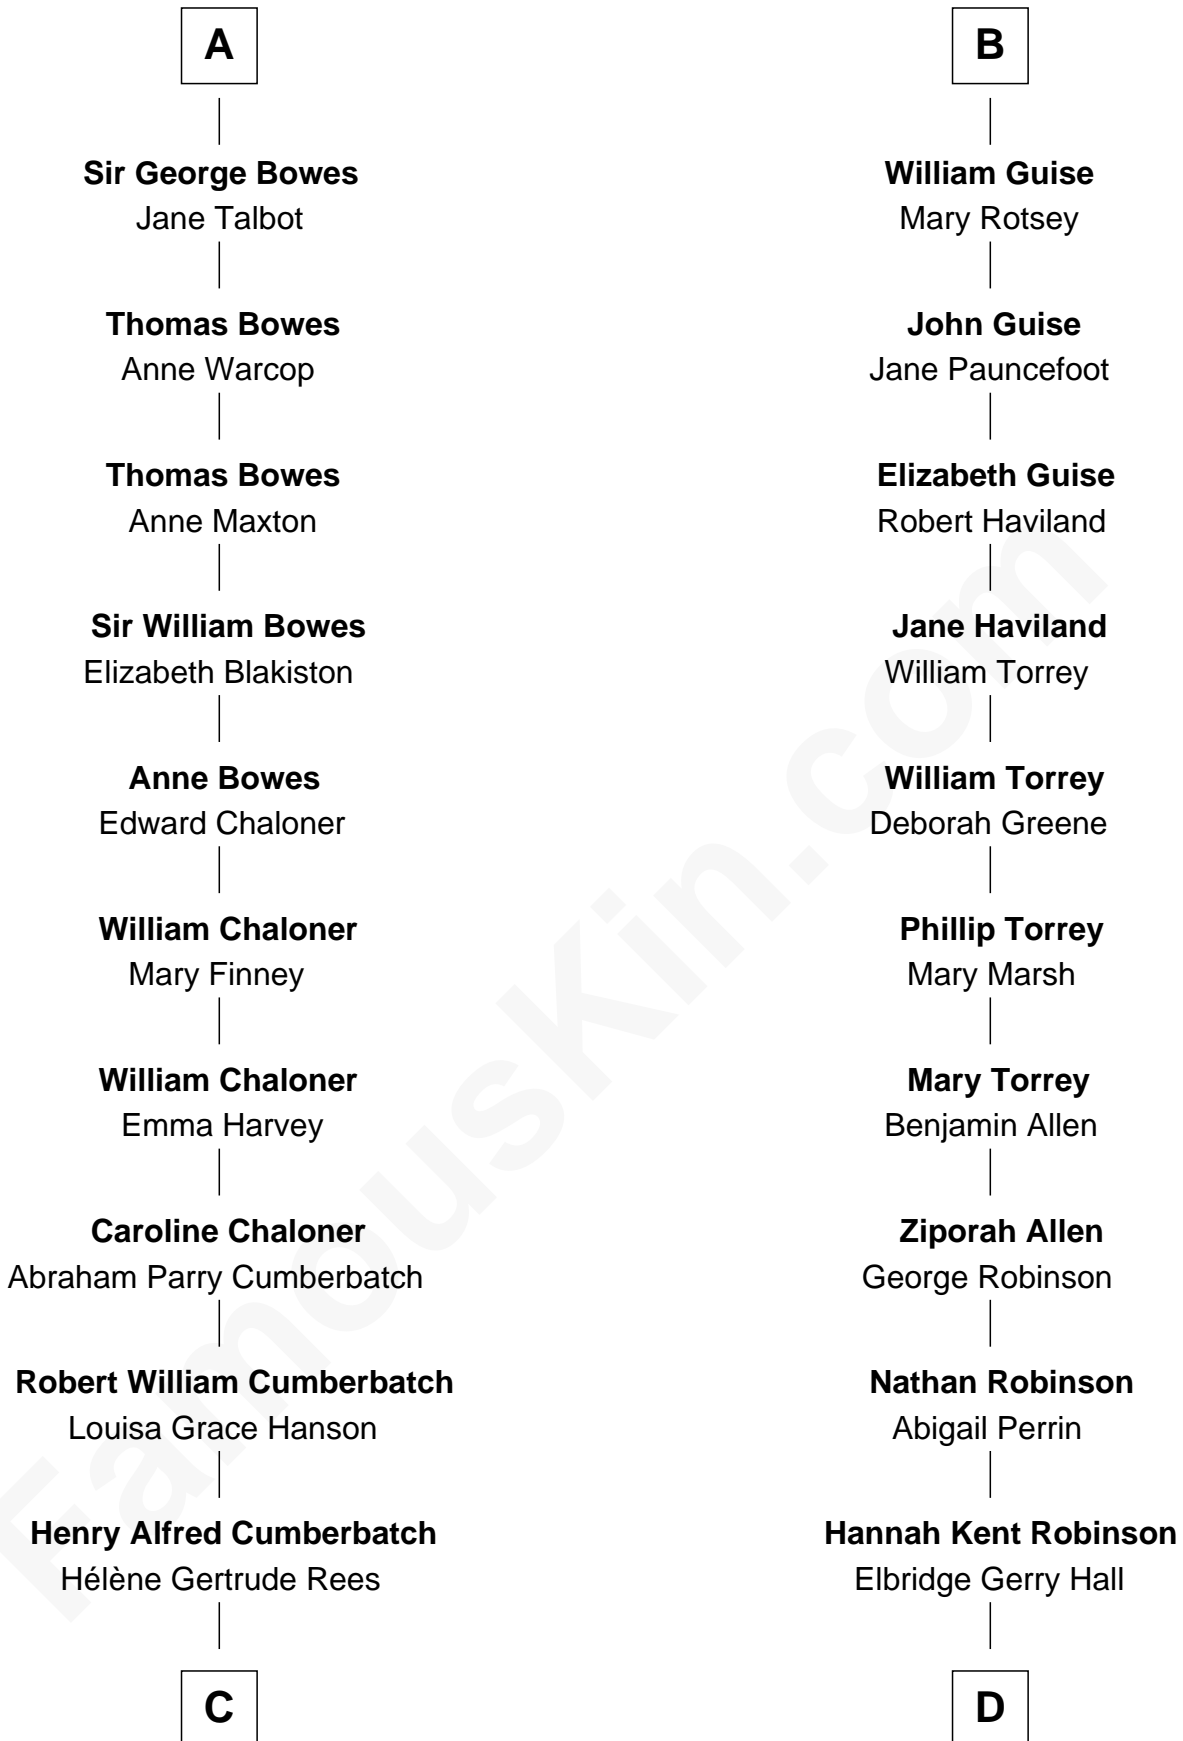 A
Sir George Bowes
Jane Talbot
Thomas Bowes
Anne Warcop
Thomas Bowes
Anne Maxton
Sir William Bowes
Elizabeth Blakiston
Anne Bowes
Edward Chaloner
William Chaloner
Mary Finney
William Chaloner
Emma Harvey
Caroline Chaloner
Abraham Parry Cumberbatch
Robert William Cumberbatch
Louisa Grace Hanson
Henry Alfred Cumberbatch
Hélène Gertrude Rees
C
B
William Guise
Mary Rotsey
John Guise
Jane Pauncefoot
Elizabeth Guise
Robert Haviland
Jane Haviland
William Torrey
William Torrey
Deborah Greene
Phillip Torrey
Mary Marsh
Mary Torrey
Benjamin Allen
Ziporah Allen
George Robinson
Nathan Robinson
Abigail Perrin
Hannah Kent Robinson
Elbridge Gerry Hall
D
FamousKin.com